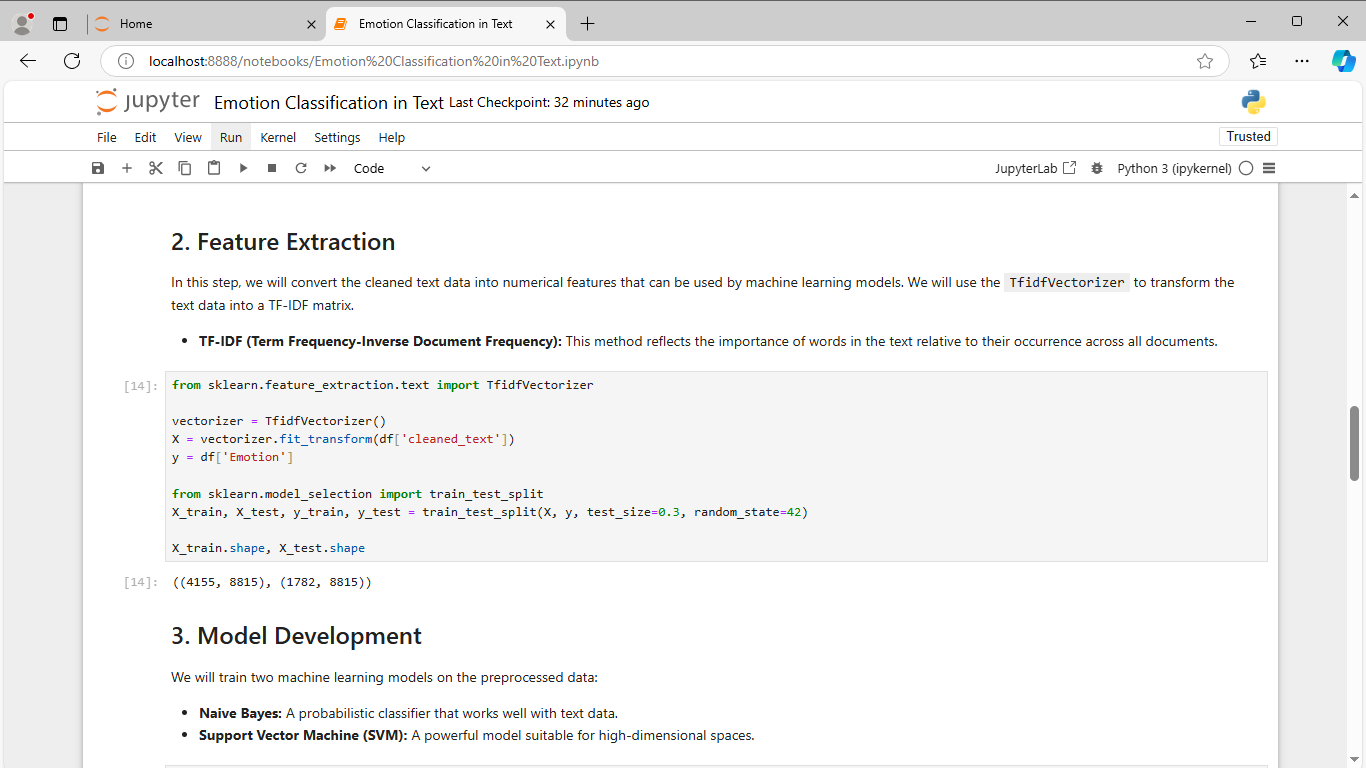 Home
Emotion Classification in Text
localhost:8888/notebooks/Emotion%20Classification%20in%20Text.ipynb
jupyter Emotion Classification in Text Last Checkpoint: 32 minutes ago
File Edit View Run Kernel Settings Help
Trusted
Code
JupyterLab
Python 3 (ipykernel)
2. Feature Extraction
In this step, we will convert the cleaned text data into numerical features that can be used by machine learning models. We will use the TfidfVectorizer to transform the
text data into a TF-IDF matrix.
• TF-IDF (Term Frequency-Inverse Document Frequency): This method reflects the importance of words in the text relative to their occurrence across all documents.
[14]: from sklearn.feature_extraction.text import TfidfVectorizer
vectorizer = TfidfVectorizer()
X = vectorizer.fit_transform(df['cleaned_text'])
y = df['Emotion']
from sklearn.model_selection import train_test_split
X_train, X_test, y_train, y_test = train_test_split(X, y, test_size=0.3, random_state=42)
X_train.shape, X_test.shape
[14]: ((4155, 8815), (1782, 8815))
3. Model Development
We will train two machine learning models on the preprocessed data:
• Naive Bayes: A probabilistic classifier that works well with text data.
• Support Vector Machine (SVM): A powerful model suitable for high-dimensional spaces.